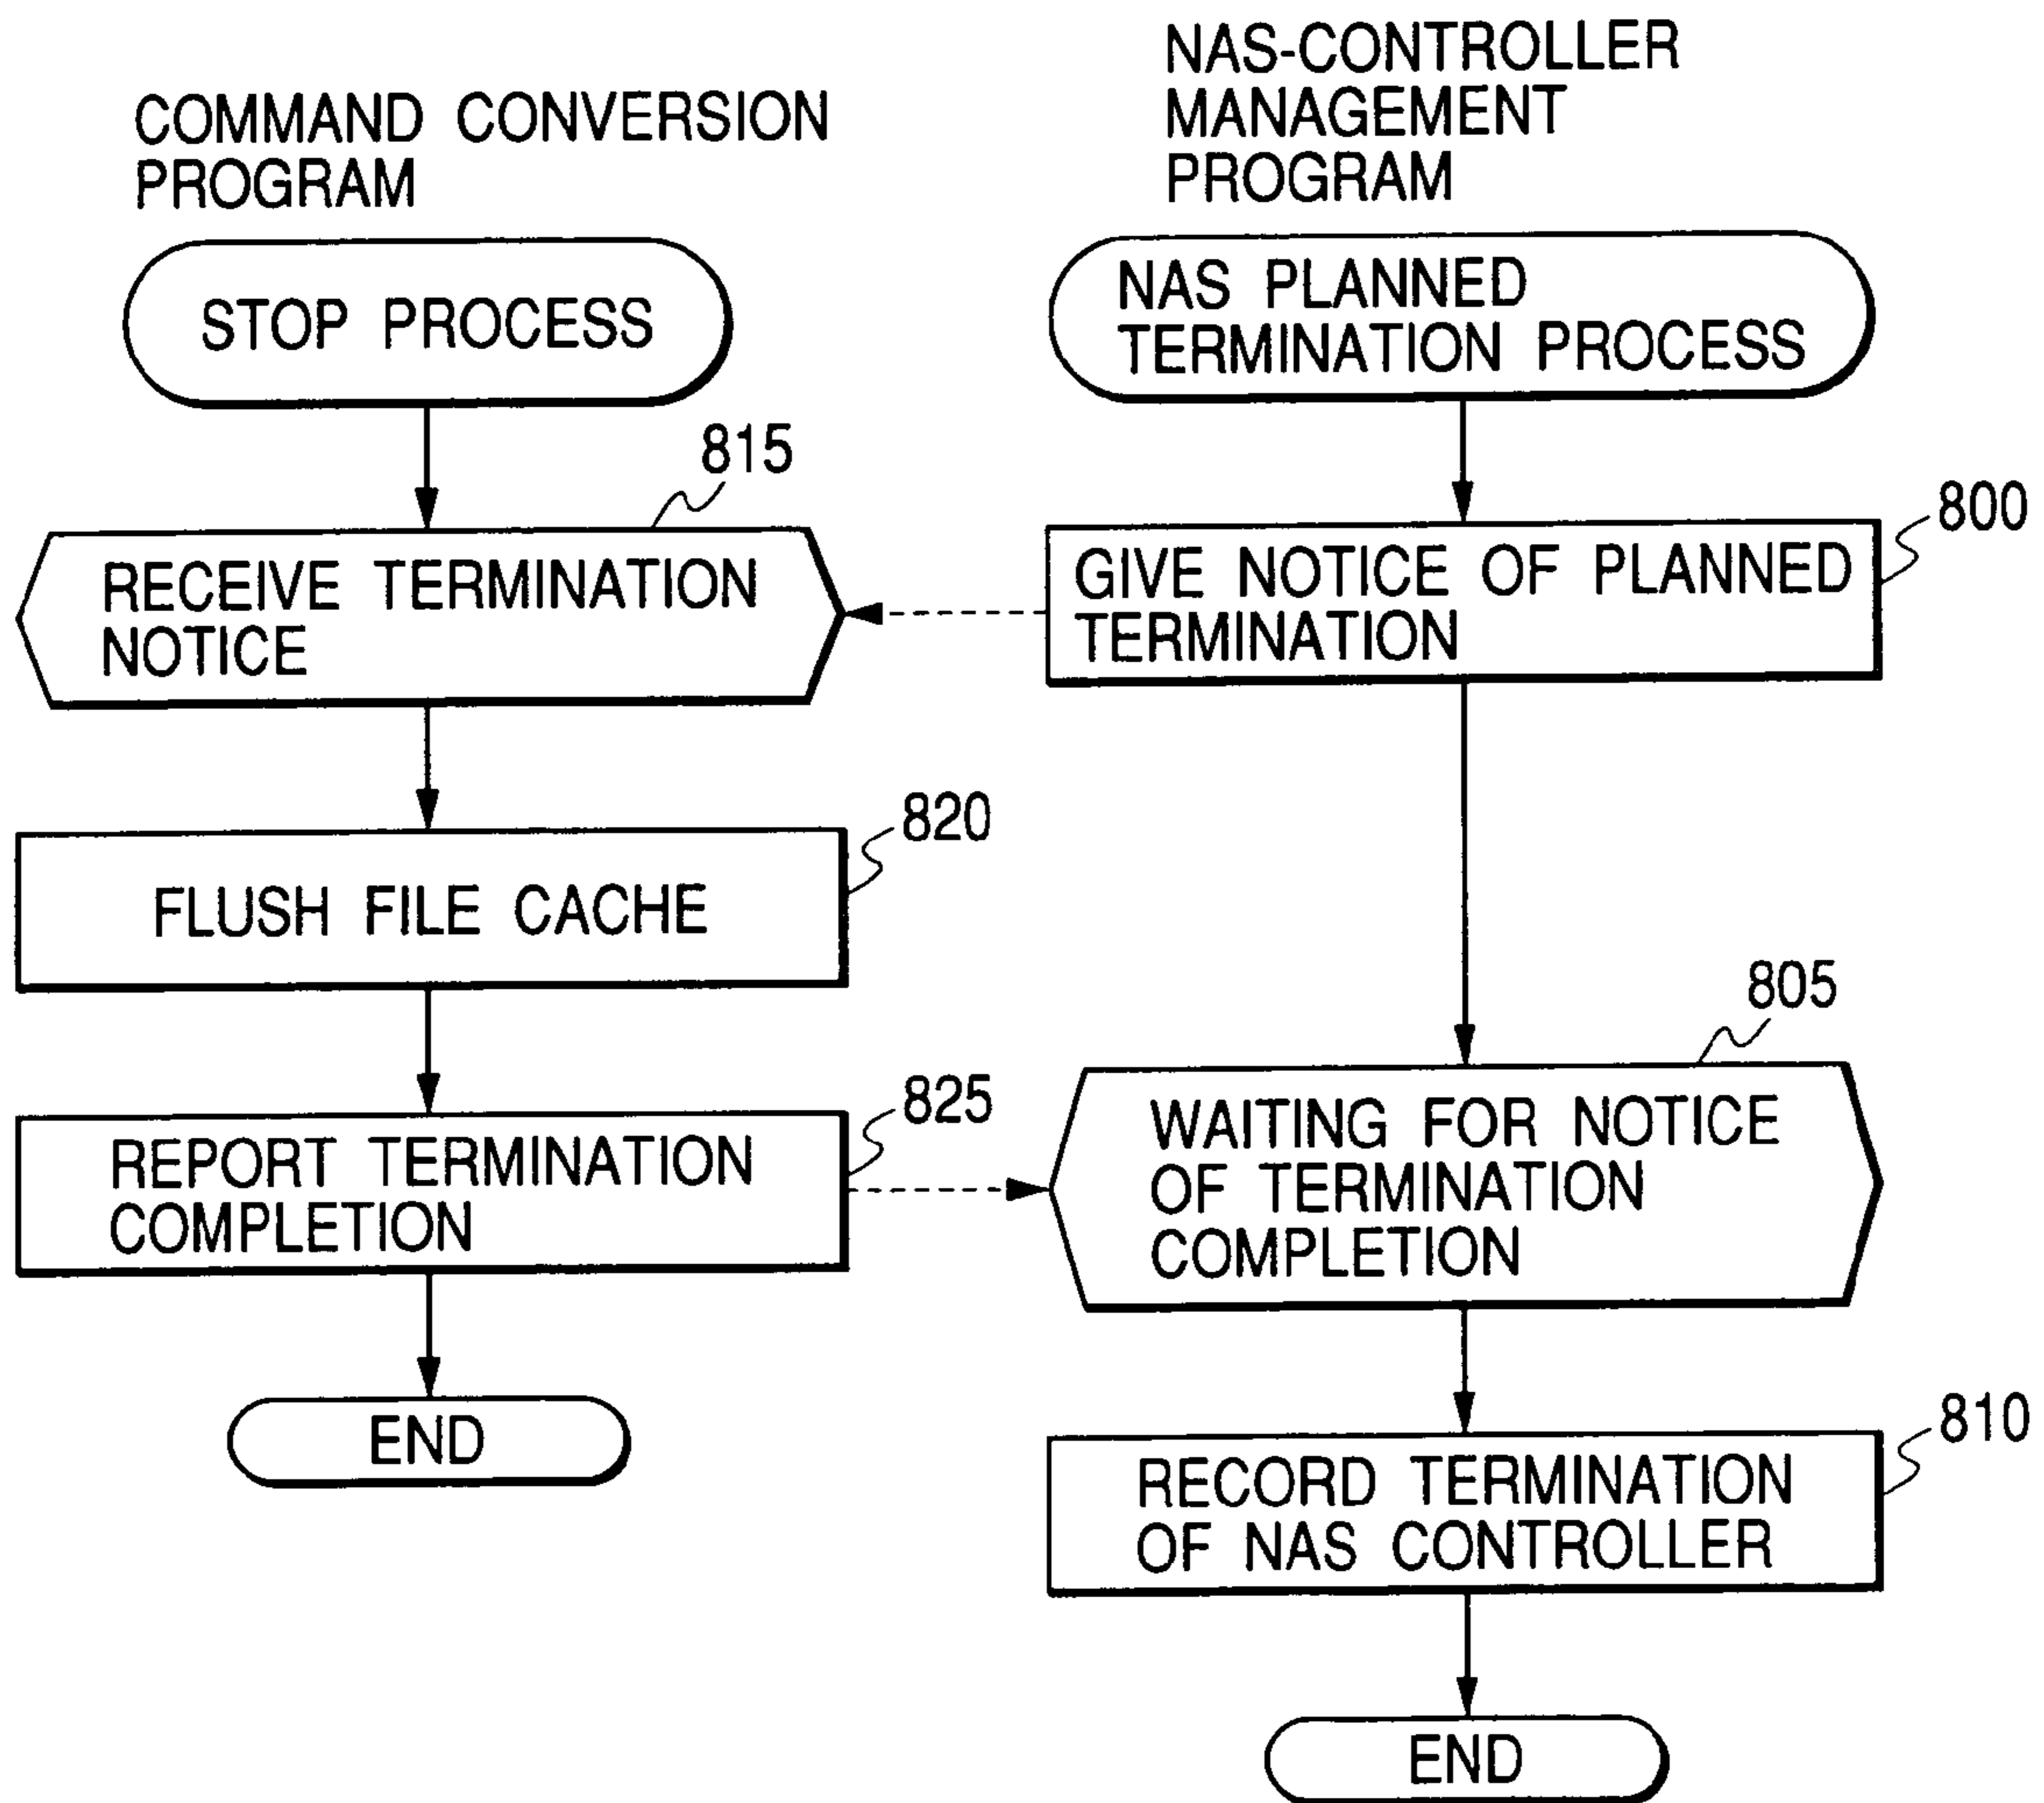 COMMAND CONVERSION
PROGRAM
STOP PROCESS
815
RECEIVE TERMINATION
NOTICE
820
FLUSH FILE CACHE
825
REPORT TERMINATION
COMPLETION
END
NAS-CONTROLLER
MANAGEMENT
PROGRAM
NAS PLANNED
TERMINATION PROCESS
800
GIVE NOTICE OF PLANNED
TERMINATION
805
WAITING FOR NOTICE
OF TERMINATION
COMPLETION
810
RECORD TERMINATION
OF NAS CONTROLLER
END